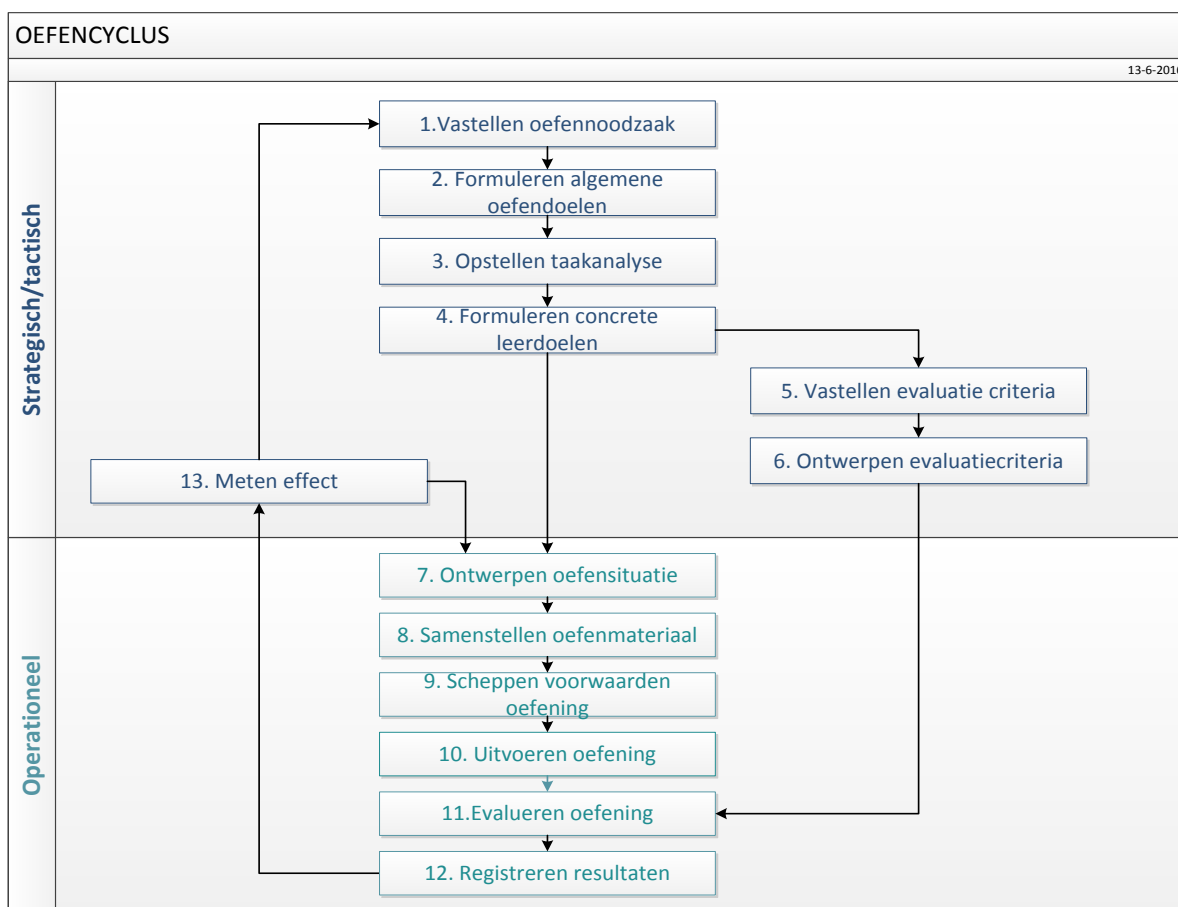 OEFENCYCLUS
13-6-2016
Strategisch/tactisch
1.Vastellen oefennoodzaak
2. Formuleren algemene
oefendoelen
3. Opstellen taakanalyse
4. Formuleren concrete
leerdoelen
5. Vastellen evaluatie criteria
6. Ontwerpen evaluatiecriteria
13. Meten effect
Operationeel
7. Ontwerpen oefensituatie
8. Samenstellen oefenmateriaal
9. Scheppen voorwaarden
oefening
10. Uitvoeren oefening
11.Evalueren oefening
12. Registreren resultaten